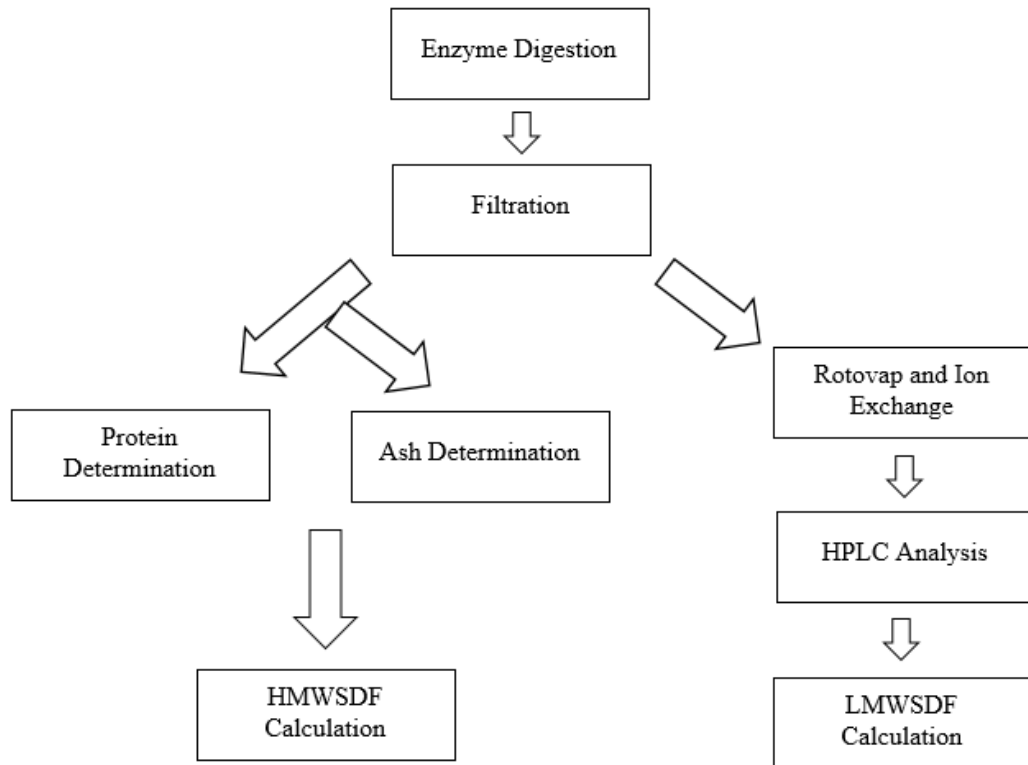 Enzyme Digestion
Filtration
Protein
Determination
Ash Determination
HMWSDF
Calculation
Rotovap and Ion
Exchange
HPLC Analysis
LMWSDF
Calculation